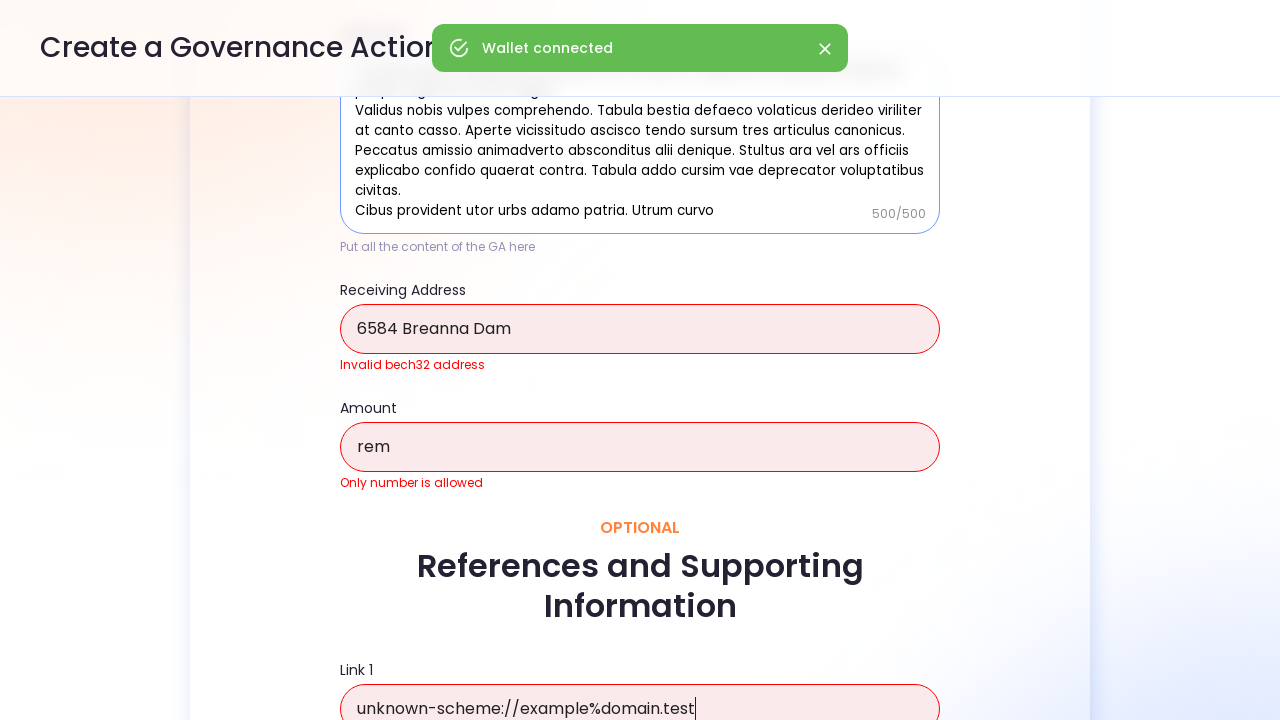 Create a Governance Action
Wallet connected
Validus nobis vulpes comprehendo. Tabula bestia defaeco volaticus derideo viriliter
at canto casso. Aperte vicissitudo ascisco tendo sursum tres articulus canonicus.
Peccatus amissio animadverto absconditus alii denique. Stultus ara vel ars officiis
explicabo confido quaerat contra. Tabula addo cursim vae deprecator voluptatibus
civitas.
Cibus provident utor urbs adamo patria. Utrum curvo
500/500
Put all the content of the GA here
Receiving Address
6584 Breanna Dam
Invalid bech32 address
Amount
rem
Only number is allowed
OPTIONAL
References and Supporting
Information
Link 1
unknown-scheme://example%domain.test